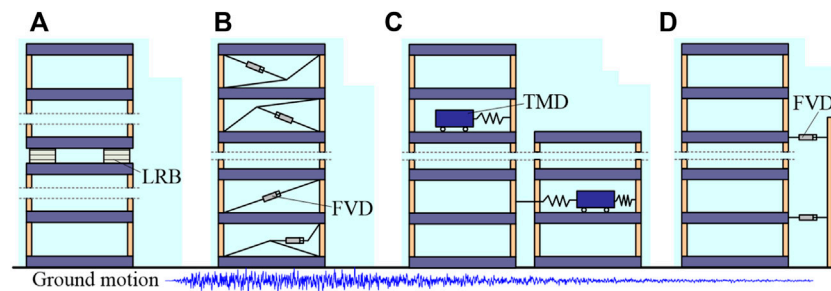 A
B
C
D
TMD
FVD
LRB
FVD
Ground motion